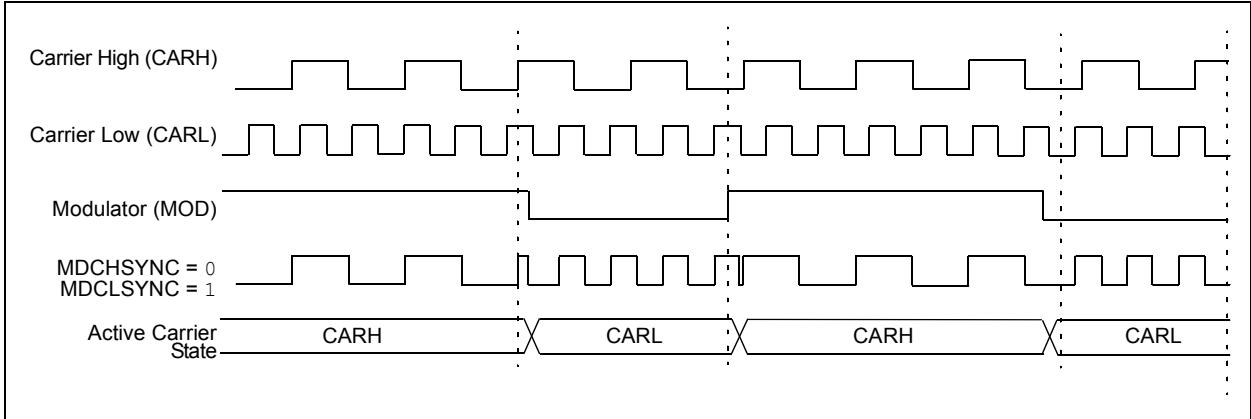 Carrier High (CARH)
Carrier Low (CARL)
Modulator (MOD)
MDCHSYNC = 0
MDCLSYNC = 1
Active Carrier
State
CARH
CARL
CARH
CARL